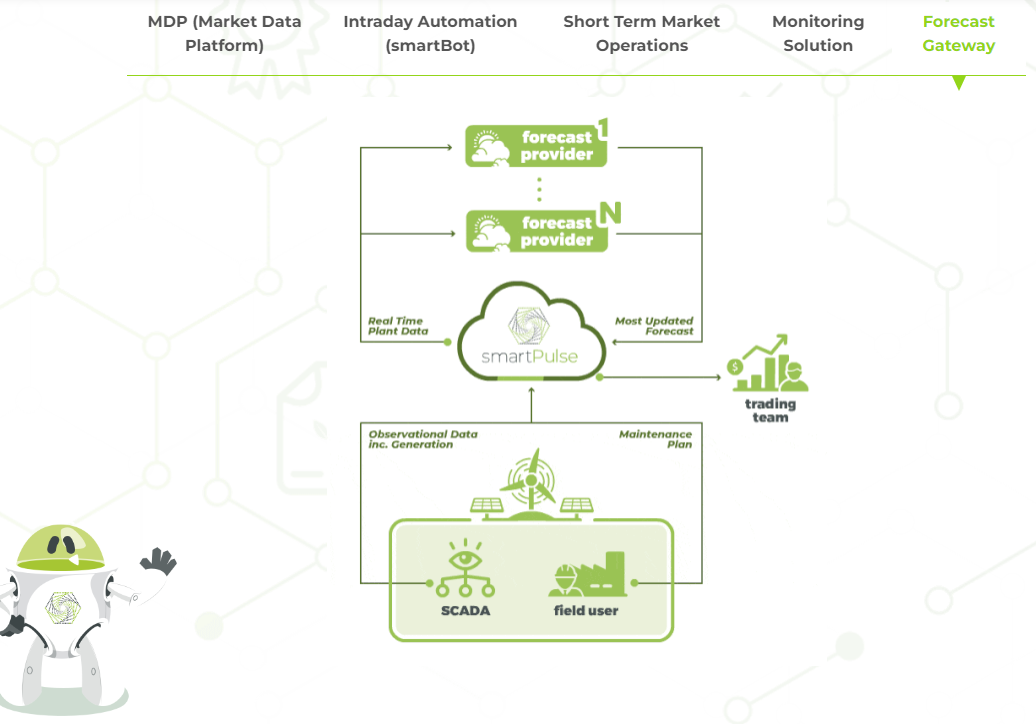 MDP (Market Data
Platform)
Intraday Automation
(smartBot)
Short Term Market
Operations
Monitoring
Solution
Forecast
Gateway
forecast 1
provider
forecast N
provider
Real Time
Plant Data
Most Updated
Forecast
smartPulse
$
trading
team
Observational Data
inc. Generation
Maintenance
Plan
SCADA
field user